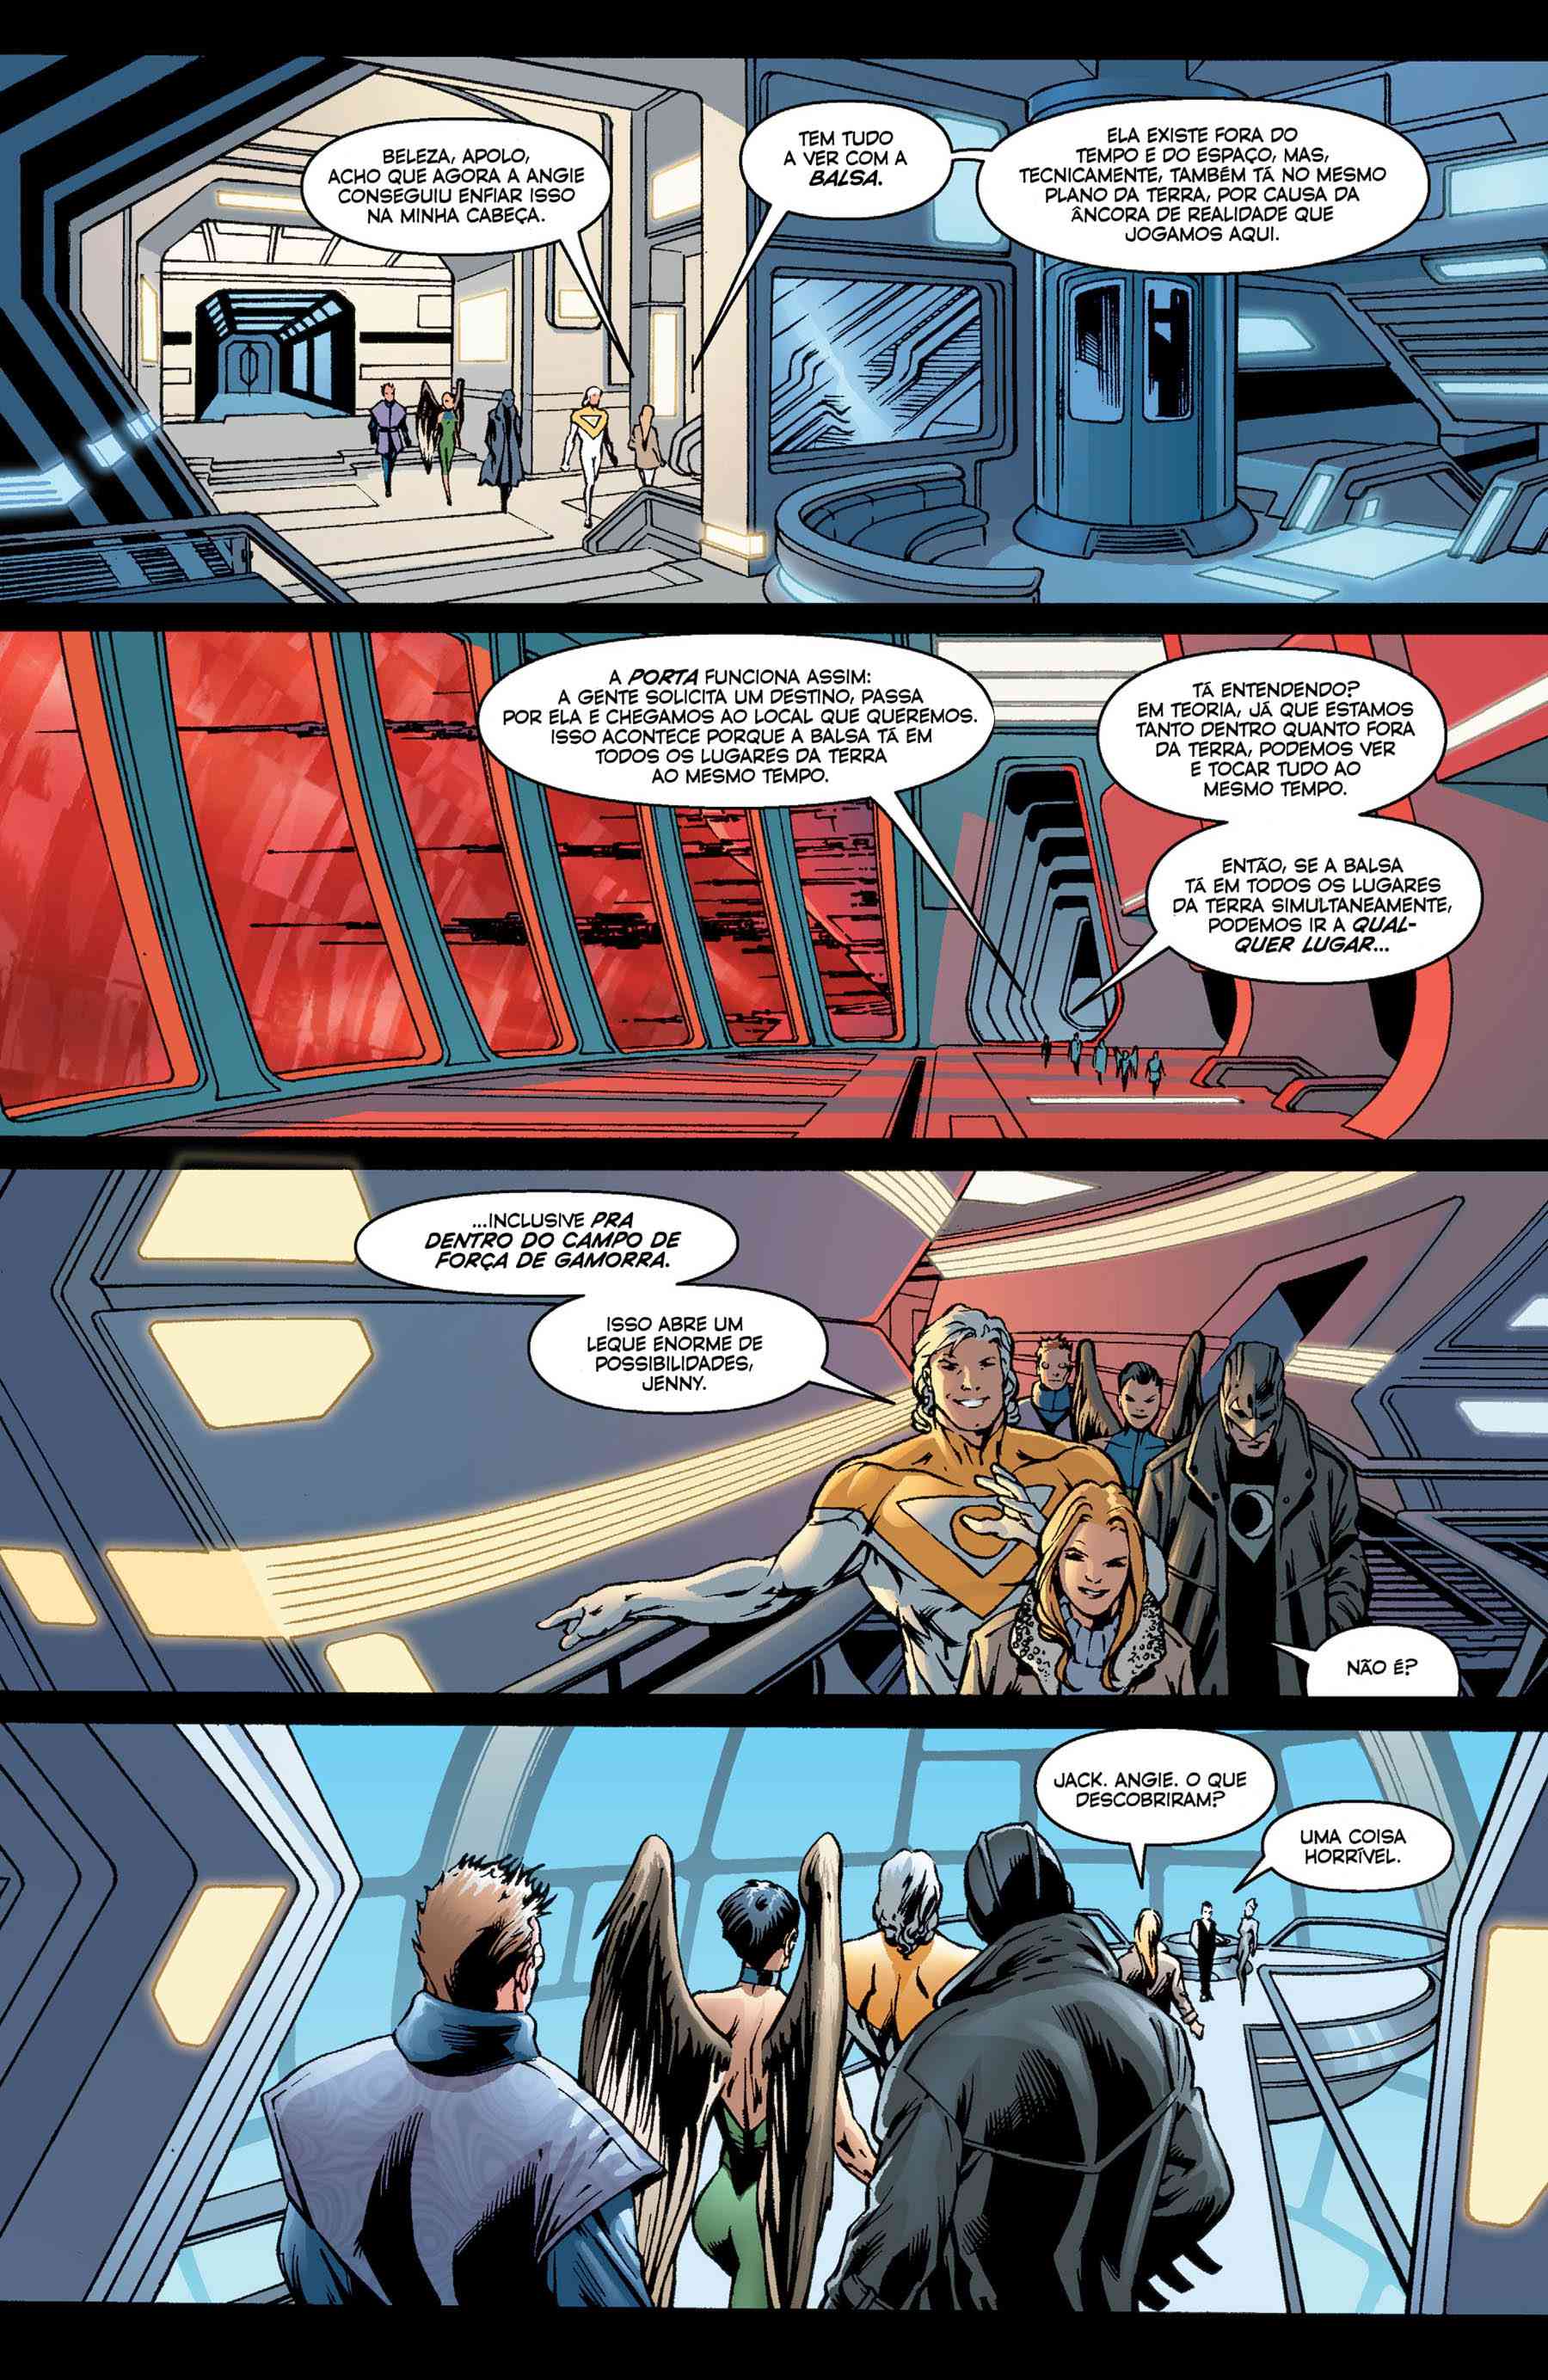 BELEZA, APOLO,
ACHO QUE AGORA A ANGIE
CONSEGUIU ENFIAR ISSO
NA MINHA CABEÇA.
TEM TUDO
A VER COM A
BALSA.
ELA EXISTE FORA DO
TEMPO E DO ESPAÇO, MAS,
TECNICAMENTE, TAMBÉM TÁ NO MESMO
PLANO DA TERRA, POR CAUSA DA
ÂNCORA DE REALIDADE QUE
JOGAMOS AQUI.
A PORTA FUNCIONA ASSIM:
A GENTE SOLICITA UM DESTINO, PASSA
POR ELA E CHEGAMOS AO LOCAL QUE QUEREMOS.
ISSO ACONTECE PORQUE A BALSA TÁ EM
TODOS OS LUGARES DA TERRA
AO MESMO TEMPO.
TÁ ENTENDENDO?
EM TEORIA, JÁ QUE ESTAMOS
TANTO DENTRO QUANTO FORA
DA TERRA, PODEMOS VER
E TOCAR TUDO AO
MESMO TEMPO.
ENTÃO, SE A BALSA
TÁ EM TODOS OS LUGARES
DA TERRA SIMULTANEAMENTE,
PODEMOS IR A QUAL-
QUER LUGAR...
...INCLUSIVE PRA
DENTRO DO CAMPO DE
FORÇA DE GAMORRA.
ISSO ABRE UM
LEQUE ENORME DE
POSSIBILIDADES,
JENNY.
NÃO É?
JACK. ANGIE. O QUE
DESCOBRIRAM?
UMA COISA
HORRÍVEL.